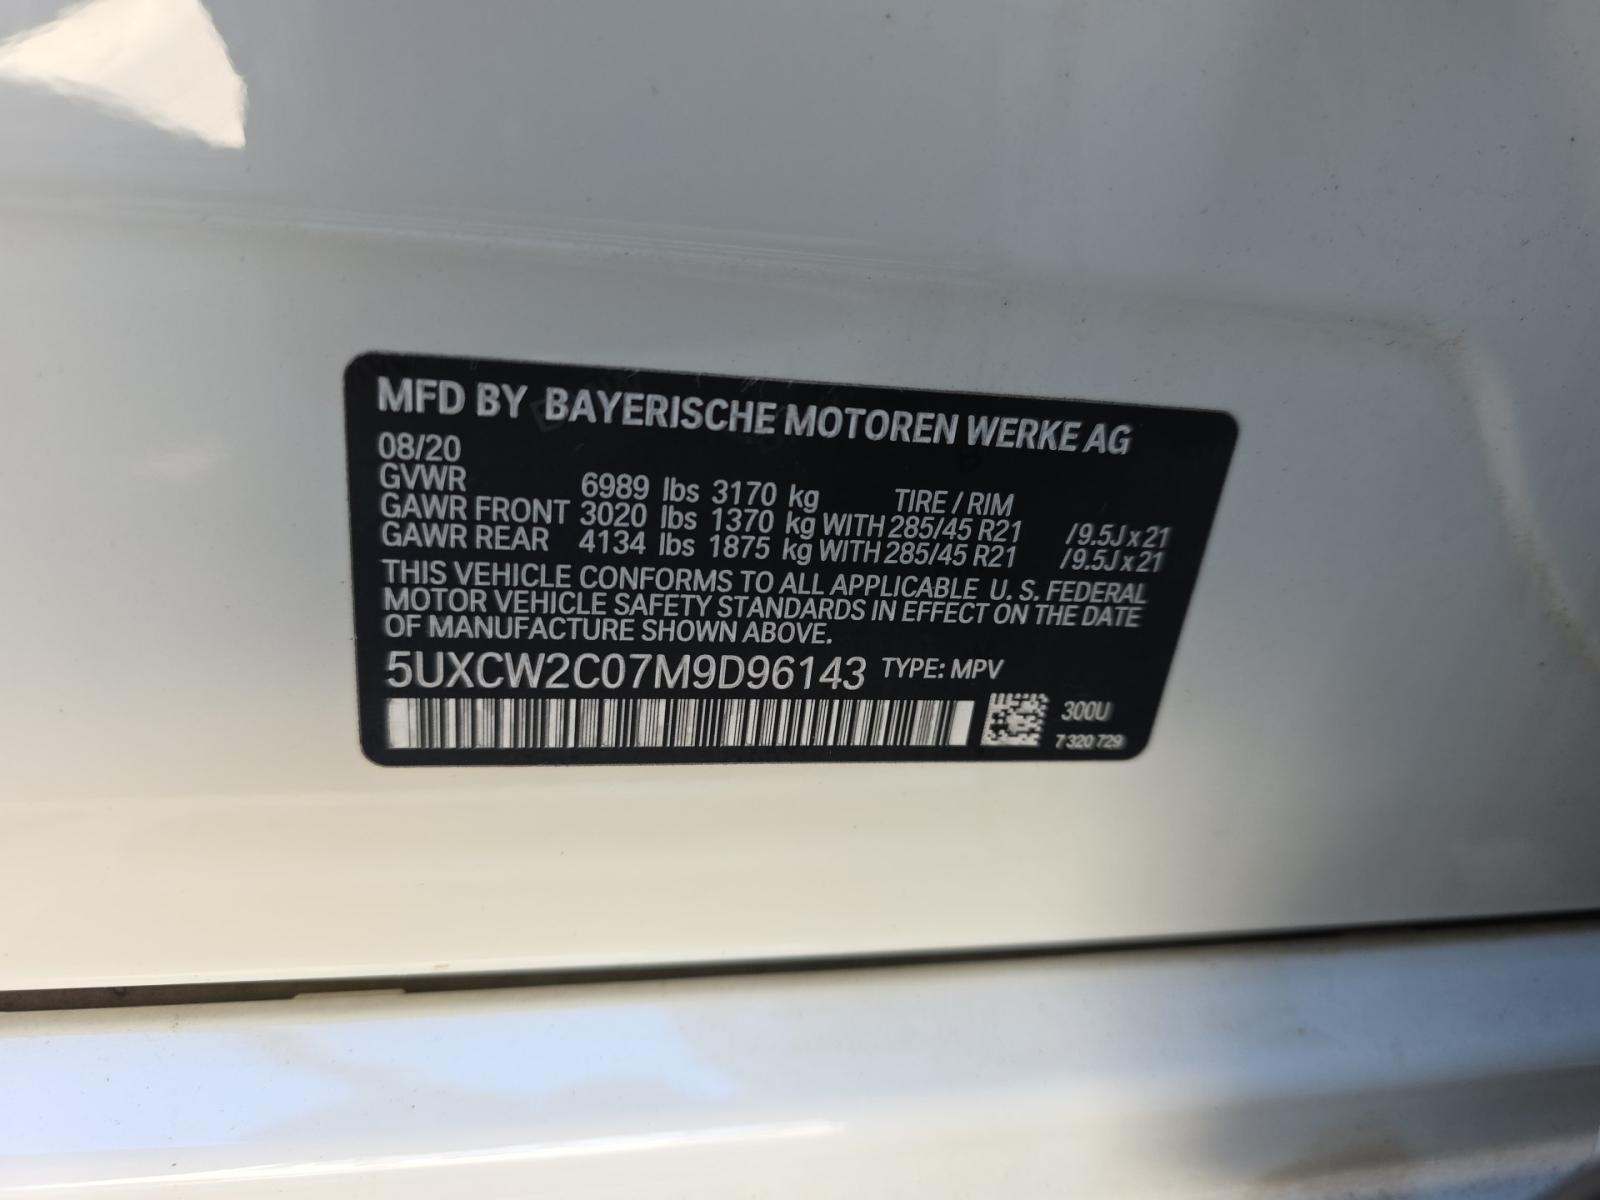 MFD BY BAYERISCHE MOTOREN WERKE AG
08/20
GVWR 6989 lbs 3170 kg TIRE / RIM
GAWR FRONT 3020 lbs 1370 kg WITH 285/45 R21 /9.5J x 21
GAWR REAR 4134 lbs 1875 kg WITH 285/45 R21 /9.5J x 21
THIS VEHICLE CONFORMS TO ALL APPLICABLE U. S. FEDERAL
MOTOR VEHICLE SAFETY STANDARDS IN EFFECT ON THE DATE
OF MANUFACTURE SHOWN ABOVE.
5UXCW2C07M9D96143 TYPE: MPV
300U
7 320 729